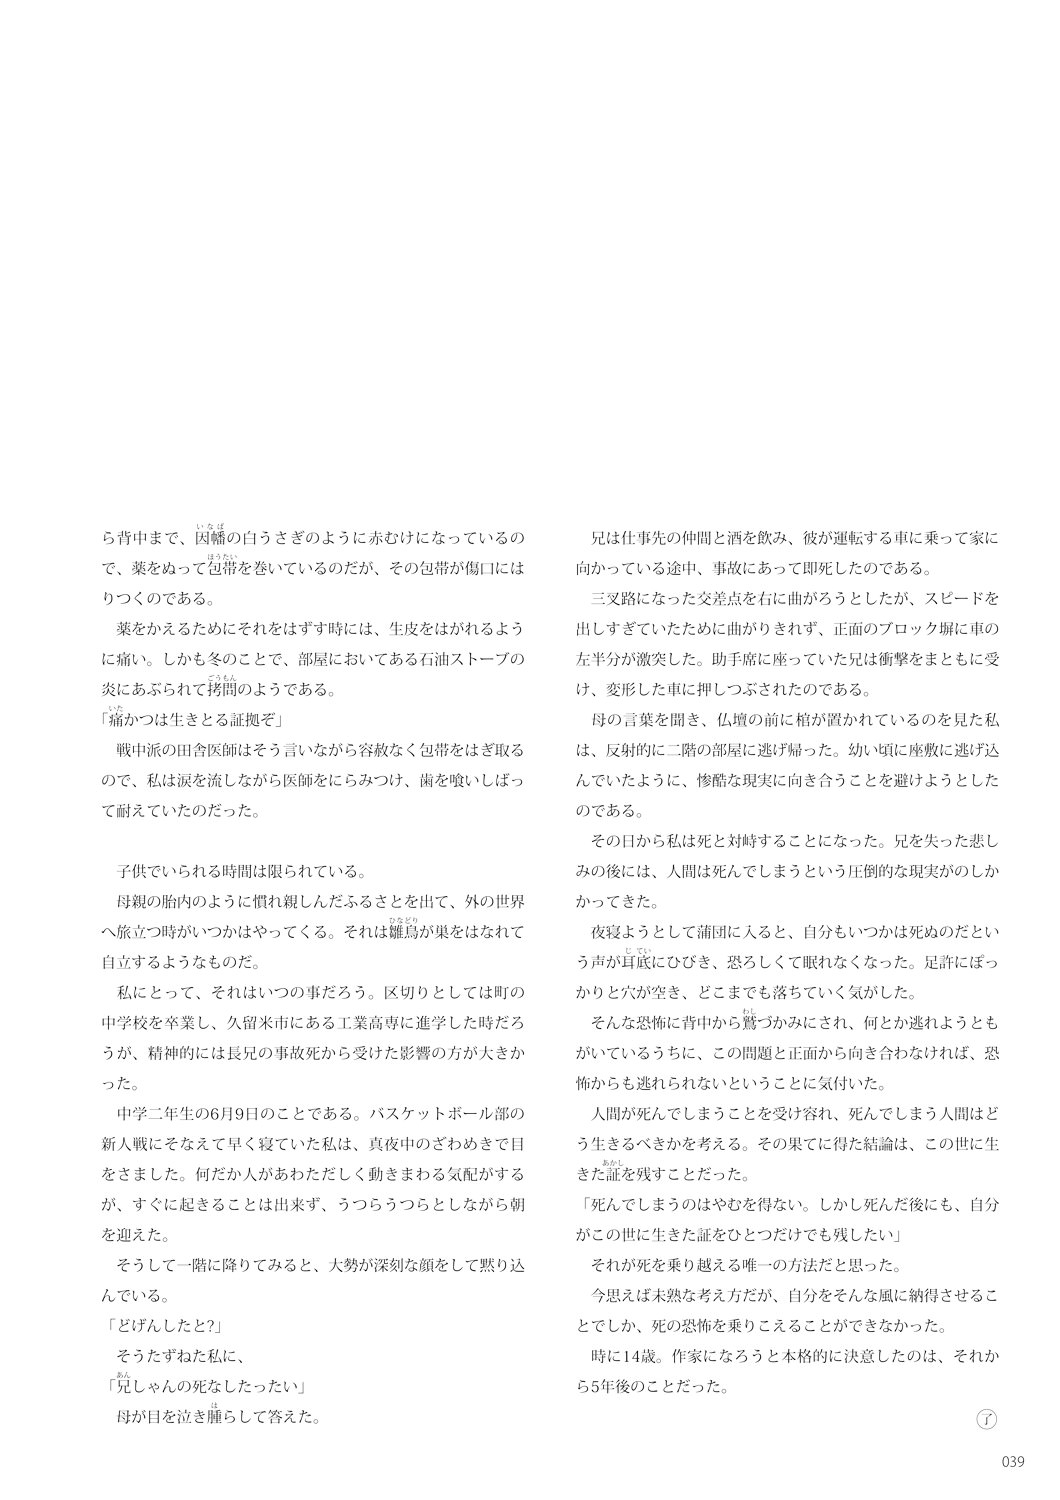 ら背中まで、因幡の白うさぎのように赤むけになっているの
で、薬をぬって包帯を巻いているのだが、その包帯が傷口には
りつくのである。
　薬をかえるためにそれをはずす時には、生皮をはがれるよう
に痛い。しかも冬のことで、部屋においてある石油ストーブの
炎にあぶられて拷問のようである。
「痛かつは生きとる証拠ぞ」
　戦中派の田舎医師はそう言いながら容赦なく包帯をはぎ取る
ので、私は涙を流しながら医師をにらみつけ、歯を喰いしばっ
て耐えていたのだった。

　子供でいられる時間は限られている。
　母親の胎内のように慣れ親しんだふるさとを出て、外の世界
へ旅立つ時がいつかはやってくる。それは雛鳥が巣をはなれて
自立するようなものだ。
　私にとって、それはいつの事だろう。区切りとしては町の
中学校を卒業し、久留米市にある工業高専に進学した時だろ
うが、精神的には長兄の事故死から受けた影響の方が大きか
った。
　中学二年生の6月9日のことである。バスケットボール部の
新人戦にそなえて早く寝ていた私は、真夜中のざわめきで目
をさました。何だか人があわただしく動きまわる気配がする
が、すぐに起きることは出来ず、うつらうつらとしながら朝
を迎えた。
　そうして一階に降りてみると、大勢が深刻な顔をして黙り込
んでいる。
「どげんしたと?」
　そうたずねた私に、
「兄しゃんの死なしたったい」
　母が目を泣き腫らして答えた。
　兄は仕事先の仲間と酒を飲み、彼が運転する車に乗って家に
向かっている途中、事故にあって即死したのである。
　三叉路になった交差点を右に曲がろうとしたが、スピードを
出しすぎていたために曲がりきれず、正面のブロック塀に車の
左半分が激突した。助手席に座っていた兄は衝撃をまともに受
け、変形した車に押しつぶされたのである。
　母の言葉を聞き、仏壇の前に棺が置かれているのを見た私
は、反射的に二階の部屋に逃げ帰った。幼い頃に座敷に逃げ込
んでいたように、惨酷な現実に向き合うことを避けようとした
のである。
　その日から私は死と対峙することになった。兄を失った悲し
みの後には、人間は死んでしまうという圧倒的な現実がのしか
かってきた。
　夜寝ようとして蒲団に入ると、自分もいつかは死ぬのだとい
う声が耳底にひびき、恐ろしくて眠れなくなった。足許にぽっ
かりと穴が空き、どこまでも落ちていく気がした。
　そんな恐怖に背中から鷲づかみにされ、何とか逃れようとも
がいているうちに、この問題と正面から向き合わなければ、恐
怖からも逃れられないということに気付いた。
　人間が死んでしまうことを受け容れ、死んでしまう人間はど
う生きるべきかを考える。その果てに得た結論は、この世に生
きた証を残すことだった。
「死んでしまうのはやむを得ない。しかし死んだ後にも、自分
がこの世に生きた証をひとつだけでも残したい」
　それが死を乗り越える唯一の方法だと思った。
　今思えば未熟な考え方だが、自分をそんな風に納得させるこ
とでしか、死の恐怖を乗りこえることができなかった。
　時に14歳。作家になろうと本格的に決意したのは、それか
ら5年後のことだった。
了
039